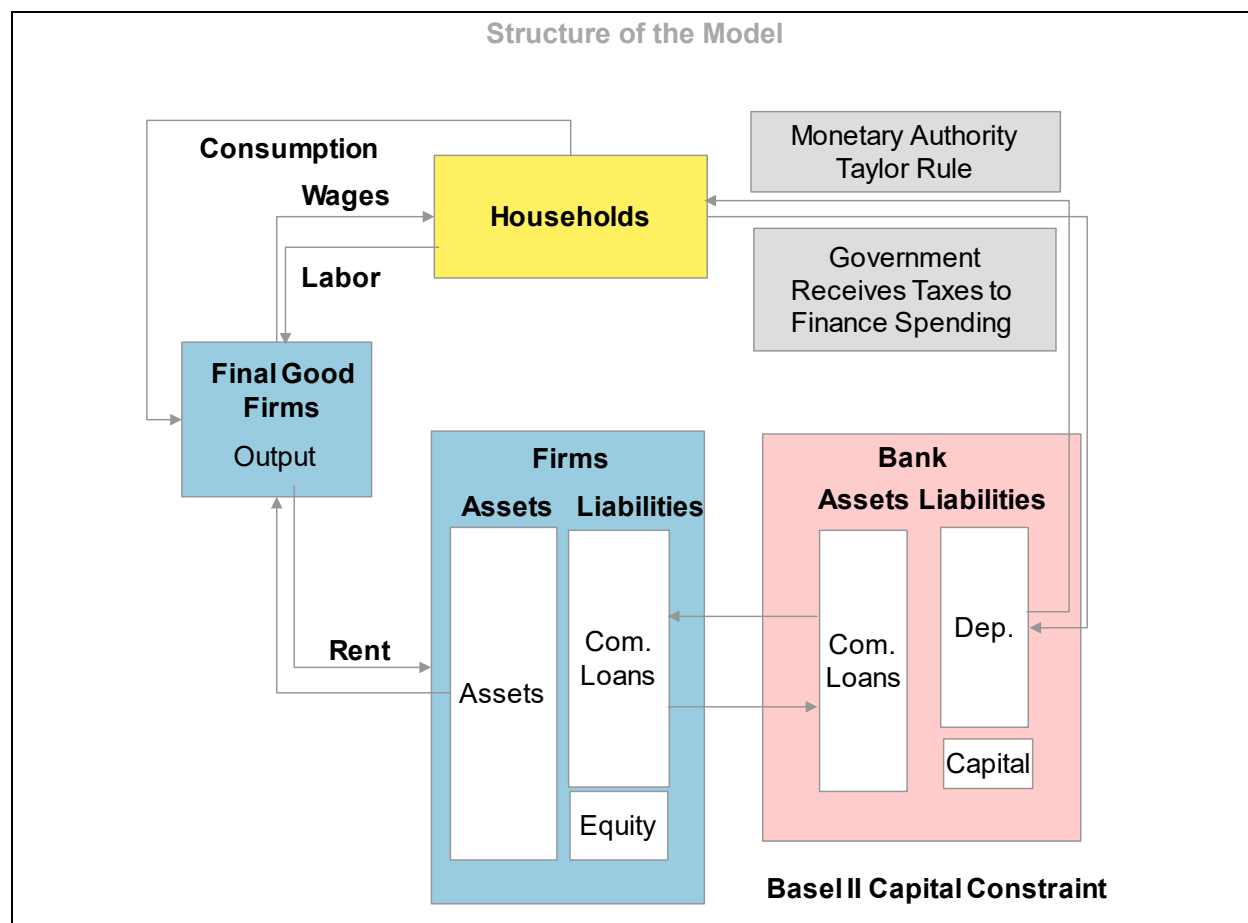 Structure of the Model
Consumption
Wages
Labor
Households
Monetary Authority
Taylor Rule
Government
Receives Taxes to
Finance Spending
Final Good
Firms
Output
Rent
Firms
Assets
Liabilities
Assets
Com.
Loans
Equity
Bank
Assets Liabilities
Com.
Loans
Dep.
Capital
Basel II Capital Constraint